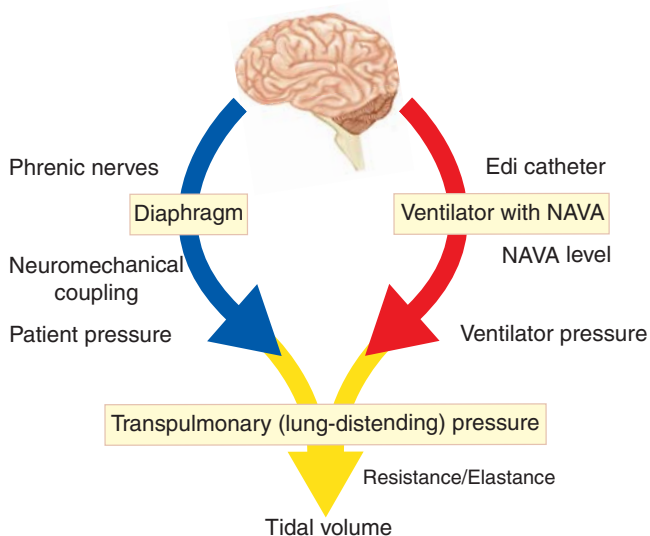 Phrenic nerves
Edi catheter
Diaphragm
Ventilator with NAVA
Neuromechanical
coupling
NAVA level
Patient pressure
Ventilator pressure
Transpulmonary (lung-distending) pressure
Resistance/Elastance
Tidal volume